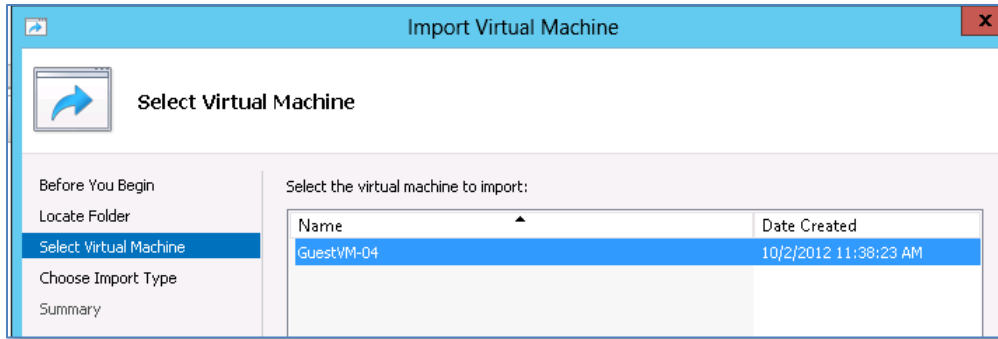 Import Virtual Machine
x
Select Virtual Machine
Before You Begin
Locate Folder
Select Virtual Machine
Choose Import Type
Summary
Select the virtual machine to import:
Name Date Created
GuestVM-04 10/2/2012 11:38:23 AM